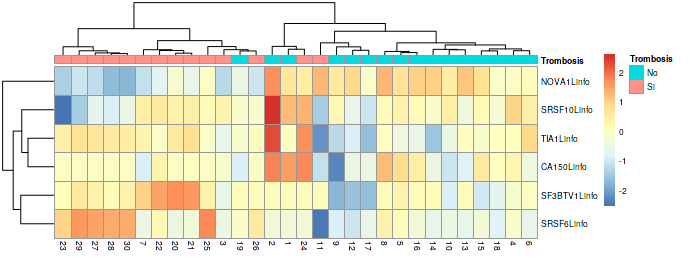 Trombosis
NOVA1Linfo
SRSF10Linfo
TIA1Linfo
CA150Linfo
SF3BTV1Linfo
SRSF6Linfo
23 29 27 28 30 7 22 20 21 25 3 19 26 2 1 24 11 9 12 17 8 5 16 14 10 13 15 18 4 6
2
1
0
-1
-2
Trombosis
No
Si